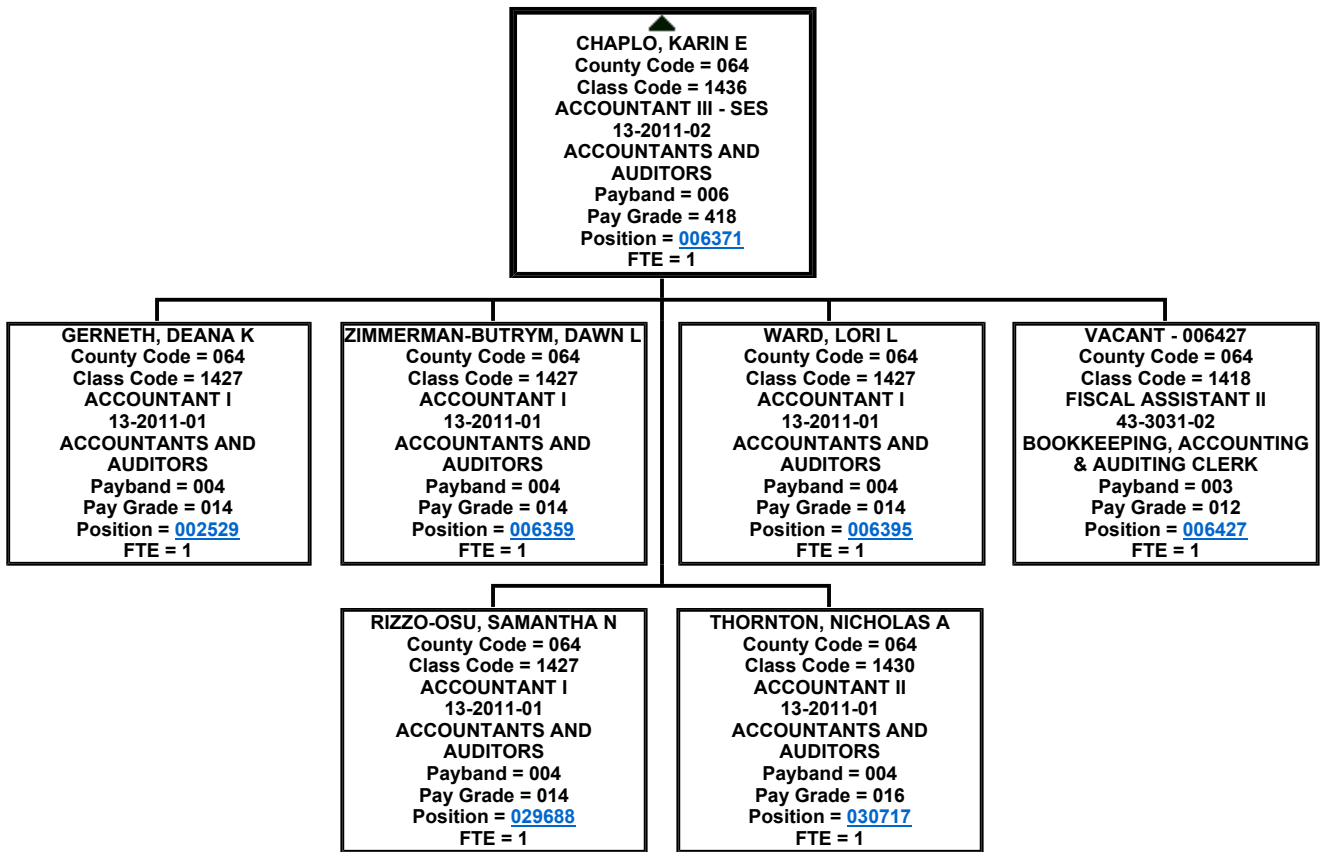 CHAPLO, KARIN E
County Code = 064
Class Code = 1436
ACCOUNTANT III - SES
13-2011-02
ACCOUNTANTS AND
AUDITORS
Payband = 006
Pay Grade = 418
Position = 006371
FTE = 1
GERNETH, DEANA K
County Code = 064
Class Code = 1427
ACCOUNTANT I
13-2011-01
ACCOUNTANTS AND
AUDITORS
Payband = 004
Pay Grade = 014
Position = 002529
FTE = 1
ZIMMERMAN-BUTRYM, DAWN L
County Code = 064
Class Code = 1427
ACCOUNTANT I
13-2011-01
ACCOUNTANTS AND
AUDITORS
Payband = 004
Pay Grade = 014
Position = 006359
FTE = 1
WARD, LORI L
County Code = 064
Class Code = 1427
ACCOUNTANT I
13-2011-01
ACCOUNTANTS AND
AUDITORS
Payband = 004
Pay Grade = 014
Position = 006395
FTE = 1
VACANT - 006427
County Code = 064
Class Code = 1418
FISCAL ASSISTANT II
43-3031-02
BOOKKEEPING, ACCOUNTING
& AUDITING CLERK
Payband = 003
Pay Grade = 012
Position = 006427
FTE = 1
RIZZO-OSU, SAMANTHA N
County Code = 064
Class Code = 1427
ACCOUNTANT I
13-2011-01
ACCOUNTANTS AND
AUDITORS
Payband = 004
Pay Grade = 014
Position = 029688
FTE = 1
THORNTON, NICHOLAS A
County Code = 064
Class Code = 1430
ACCOUNTANT II
13-2011-01
ACCOUNTANTS AND
AUDITORS
Payband = 004
Pay Grade = 016
Position = 030717
FTE = 1